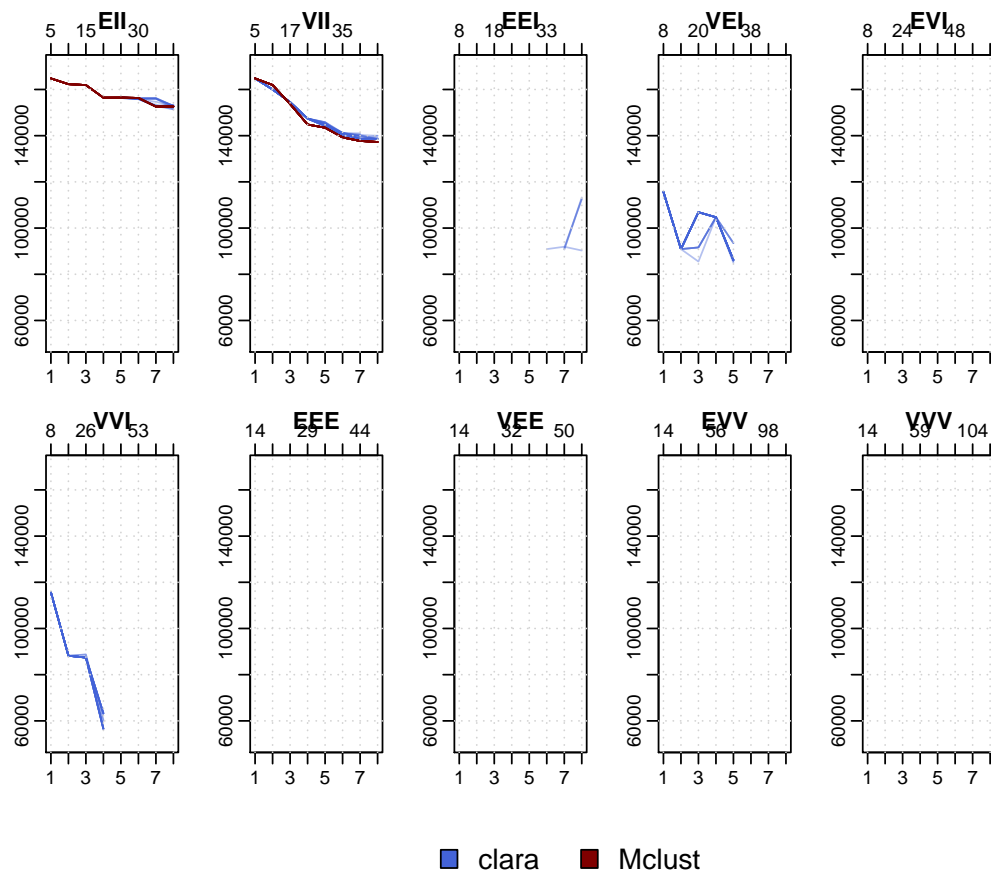 EII VII EEI VEI EVI
5 15 30 5 17 35 8 18 33 8 20 38 8 24 48
60000 100000 140000 60000 100000 140000 60000 100000 140000 60000 100000 140000 60000 100000 140000
1 3 5 7 1 3 5 7 1 3 5 7 1 3 5 7 1 3 5 7
VVI EEE VEE EVV VVV
8 26 53 14 29 44 14 32 50 14 56 98 14 59 104
60000 100000 140000 60000 100000 140000 60000 100000 140000 60000 100000 140000 60000 100000 140000
1 3 5 7 1 3 5 7 1 3 5 7 1 3 5 7 1 3 5 7
clara Mclust